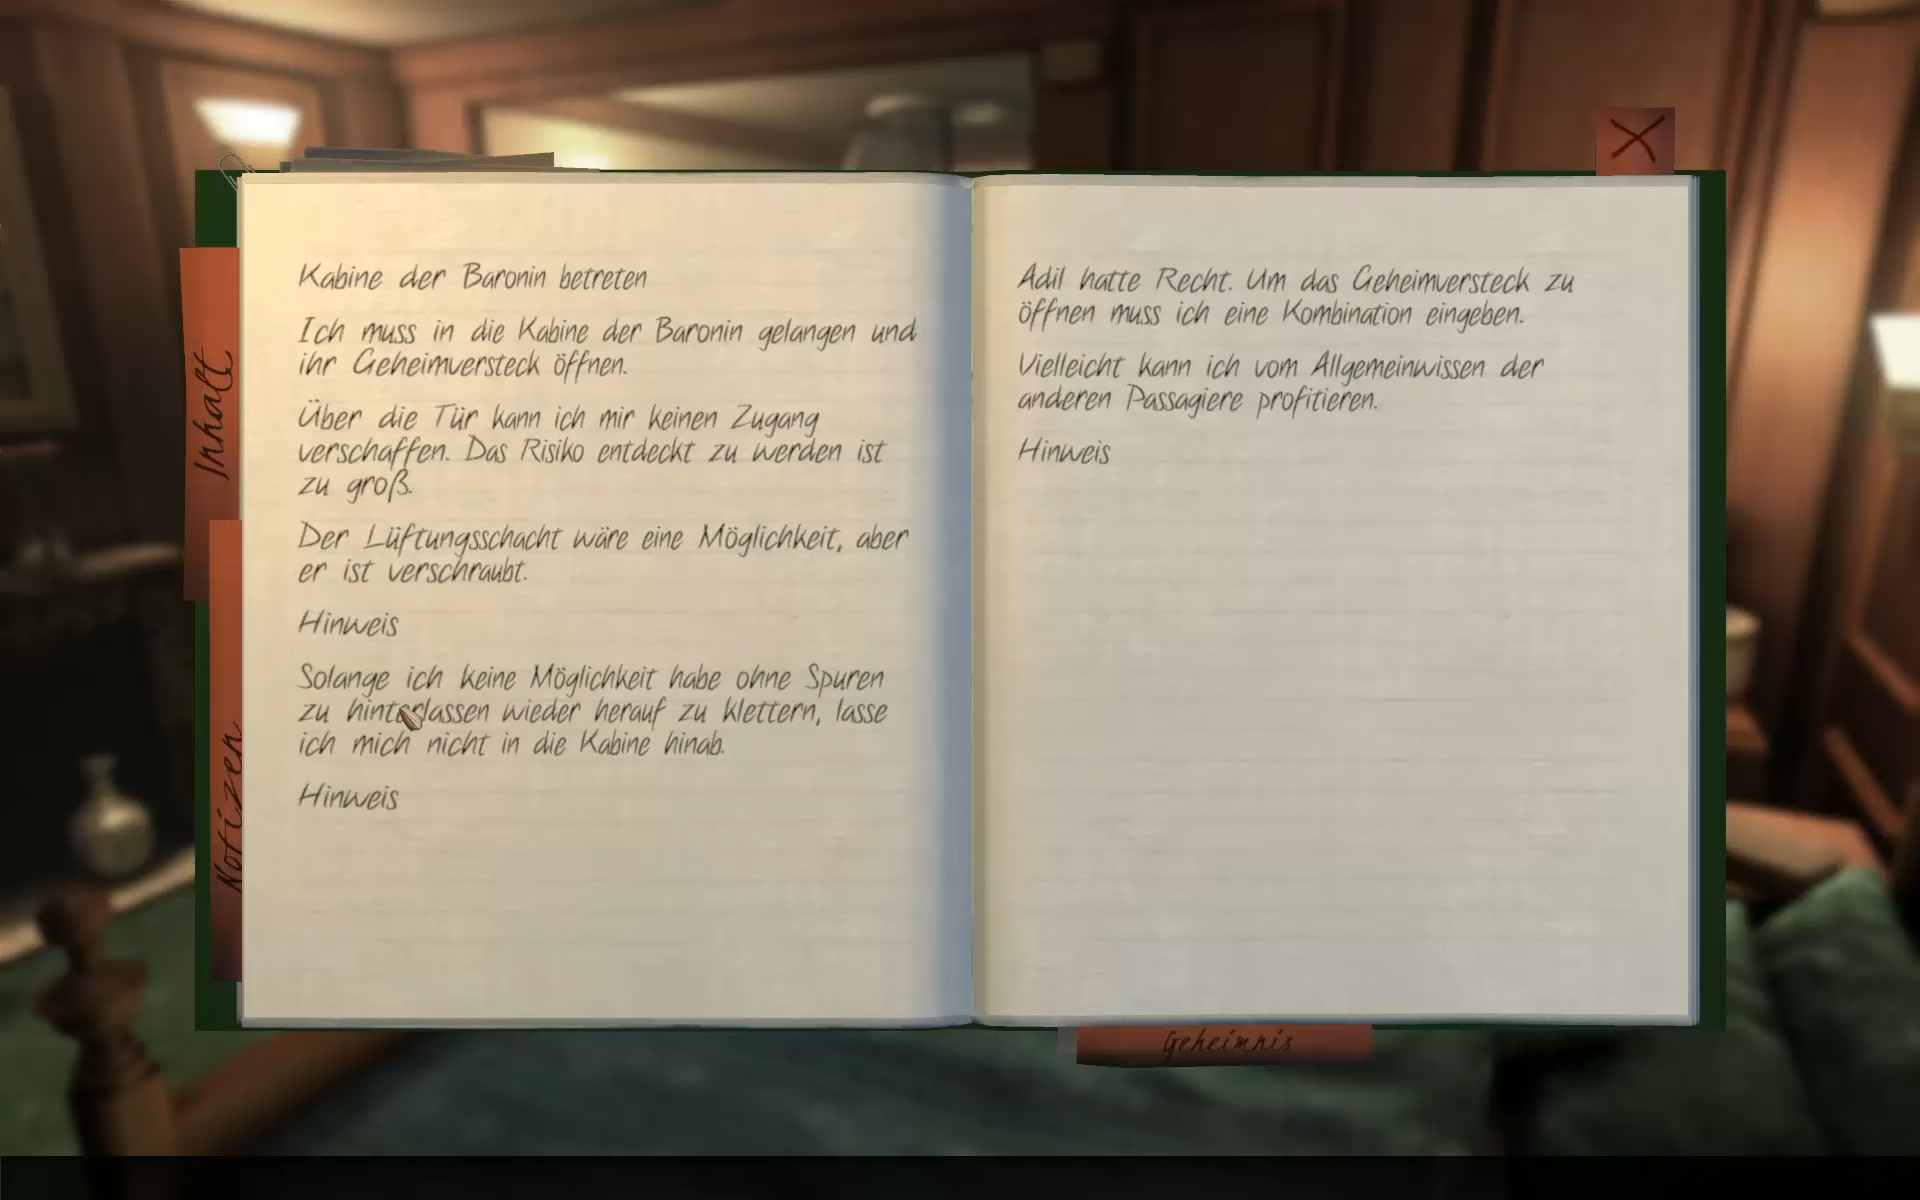 Kabine der Baronin betreten
Ich muss in die Kabine der Baronin gelangen und
ihr Geheimversteck öffnen.
Über die Tür kann ich mir keinen Zugang
verschaffen. Das Risiko entdeckt zu werden ist
zu groß.
Der Lüftungsschacht wäre eine Möglichkeit, aber
er ist verschraubt.
Hinweis
Solange ich keine Möglichkeit habe ohne Spuren
zu hinterlassen wieder herauf zu klettern, lasse
ich mich nicht in die Kabine hinab.
Hinweis
Adil hatte Recht. Um das Geheimversteck zu
öffnen muss ich eine Kombination eingeben.
Vielleicht kann ich vom Allgemeinwissen der
anderen Passagiere profitieren.
Hinweis
Inhalt
Notizen
Geheimnis